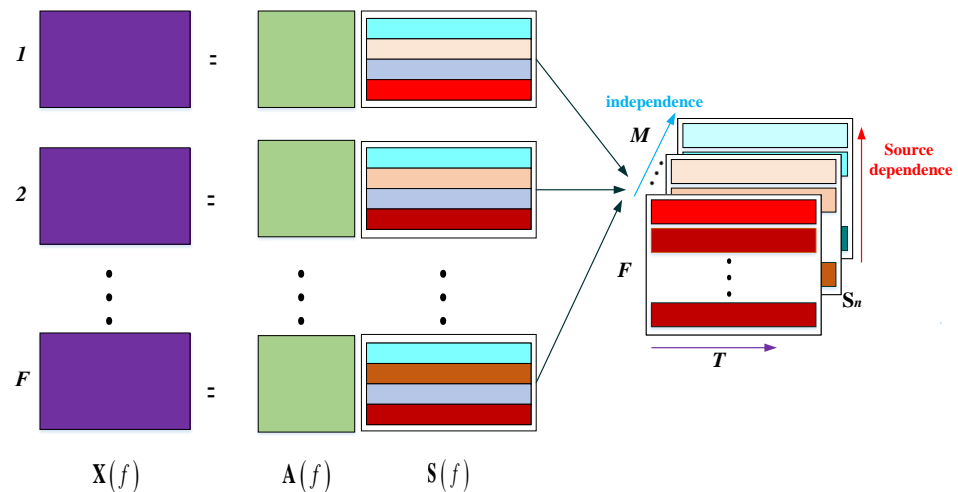 1
=
independence
M
Source
dependence
2
=
F
Sn
T
F
=
X(f)
A(f)
S(f)